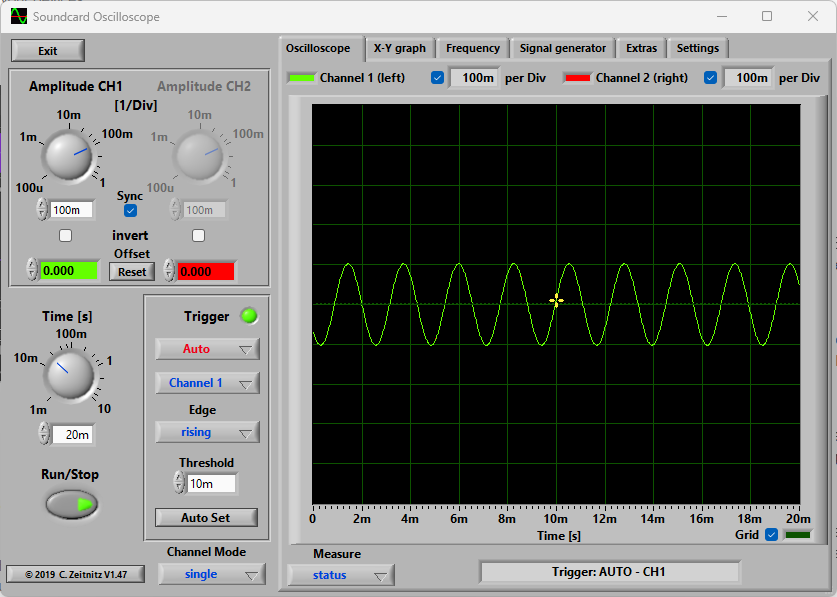 Soundcard Oscilloscope
Exit
Amplitude CH1
Amplitude CH2
[1/Div]
10m
10m
1m
100m
1m
100m
100u
1
100u
1
Sync
100m
100m
invert
Offset
0.000
Reset
0.000
Time [s]
100m
10m
1
1m
10
20m
Run/Stop
Trigger
Auto
Channel 1
Edge
rising
Threshold
10m
Auto Set
Channel Mode
single
© 2019 C. Zeitnitz V1.47
Oscilloscope X-Y graph Frequency Signal generator Extras Settings
Channel 1 (left) 100m per Div Channel 2 (right) 100m per Div
0 2m 4m 6m 8m 10m 12m 14m 16m 18m 20m
Time [s]
Grid
Measure
status
Trigger: AUTO - CH1